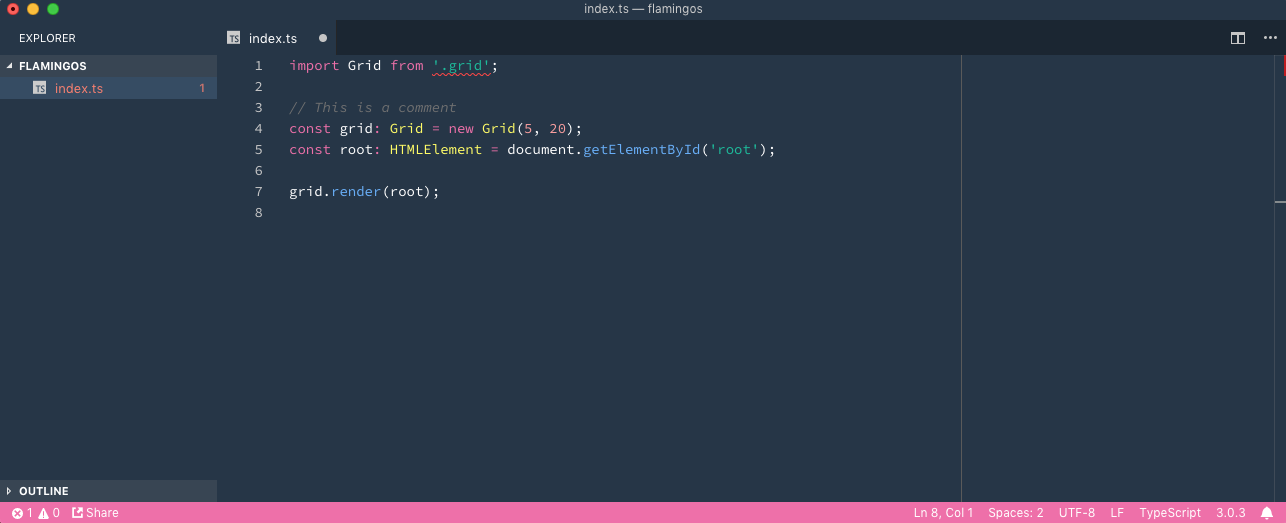 index.ts — flamingos
EXPLORER
FLAMINGOS
TS index.ts 1
TS index.ts
1 import Grid from '.grid';
2
3 // This is a comment
4 const grid: Grid = new Grid(5, 20);
5 const root: HTMLElement = document.getElementById('root');
6
7 grid.render(root);
8
OUTLINE
1 0 Share Ln 8, Col 1 Spaces: 2 UTF-8 LF TypeScript 3.0.3